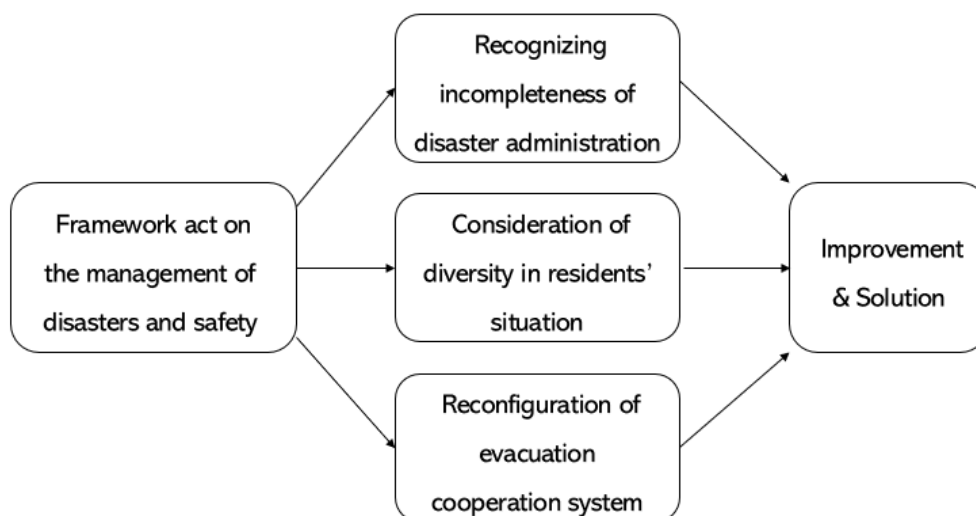 Recognizing
incompleteness of
disaster administration
Framework act on
the management of
disasters and safety
Consideration of
diversity in residents’
situation
Improvement
& Solution
Reconfiguration of
evacuation
cooperation system